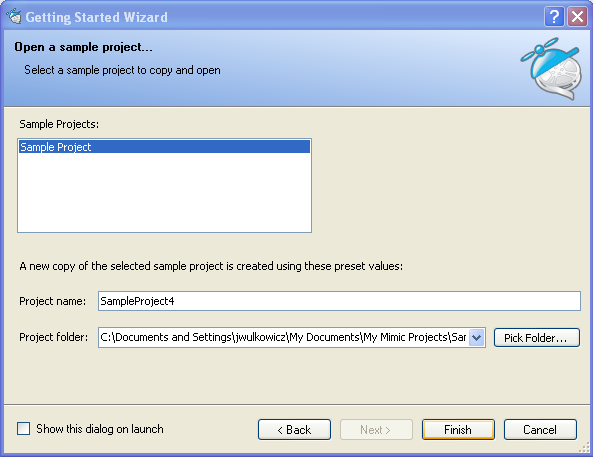 Getting Started Wizard
Open a sample project...
Select a sample project to copy and open
Sample Projects:
Sample Project
A new copy of the selected sample project is created using these preset values:
Project name: SampleProject4
Project folder: C:\Documents and Settings\jwulkowicz\My Documents\My Mimic Projects\Sar Pick Folder...
Show this dialog on launch < Back Next > Finish Cancel